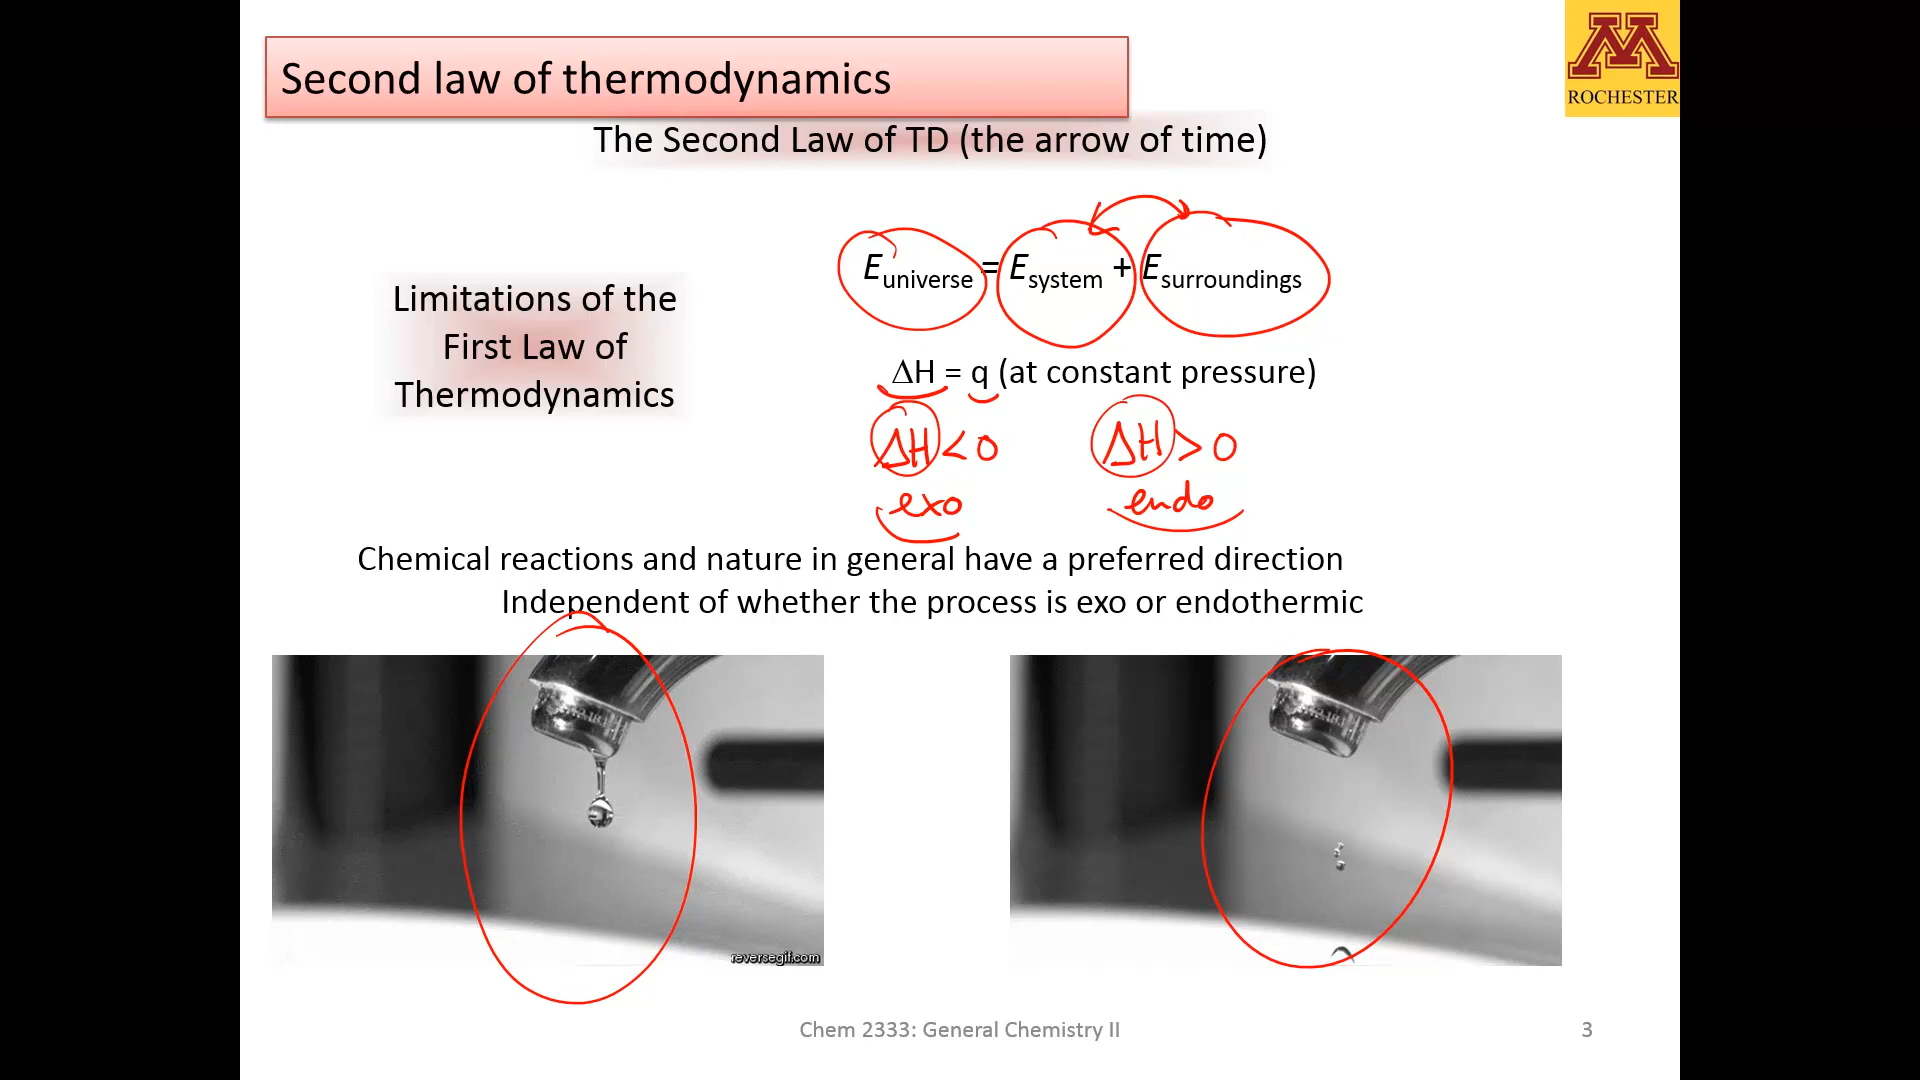 Second law of thermodynamics
M
ROCHESTER
The Second Law of TD (the arrow of time)
Euniverse = Esystem + Esurroundings
Limitations of the
First Law of
Thermodynamics
ΔH = q (at constant pressure)
ΔH < 0 ΔH > 0
exo endo
Chemical reactions and nature in general have a preferred direction
Independent of whether the process is exo or endothermic
reversegif.com
Chem 2333: General Chemistry II
3